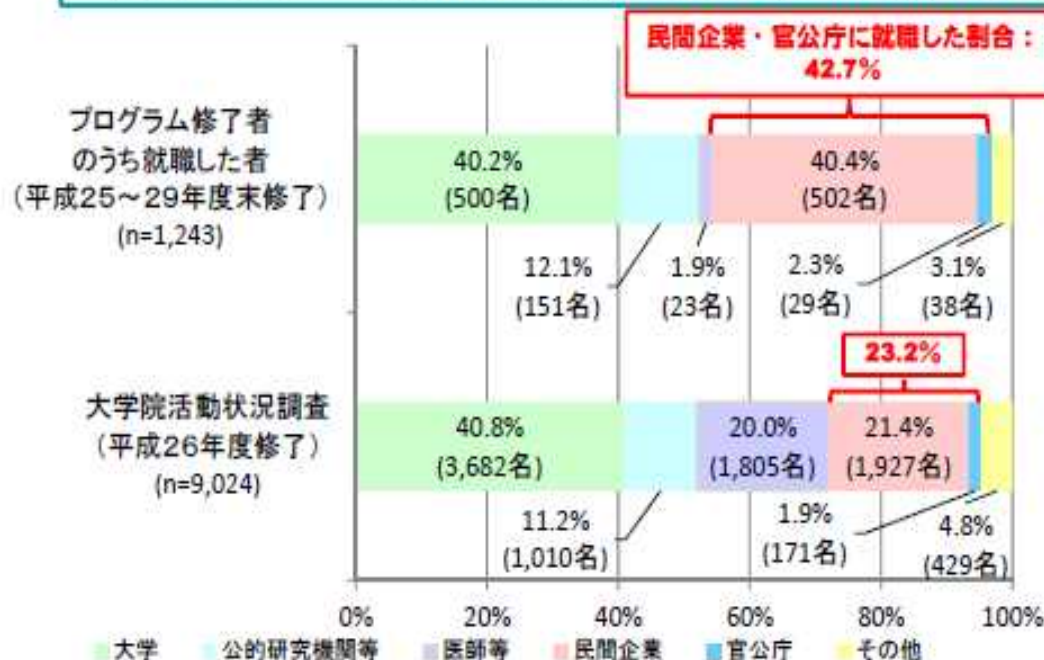 民間企業・官公庁に就職した割合：
42.7%
プログラム修了者
のうち就職した者
（平成25～29年度末修了）
(n=1,243)
40.2%
(500名)
40.4%
(502名)
12.1%
(151名)
1.9%
(23名)
2.3%
(29名)
3.1%
(38名)
23.2%
大学院活動状況調査
（平成26年度修了）
(n=9,024)
40.8%
(3,682名)
20.0%
(1,805名)
21.4%
(1,927名)
11.2%
(1,010名)
1.9%
(171名)
4.8%
(429名)
0% 20% 40% 60% 80% 100%
大学 公的研究機関等 医師等 民間企業 官公庁 その他